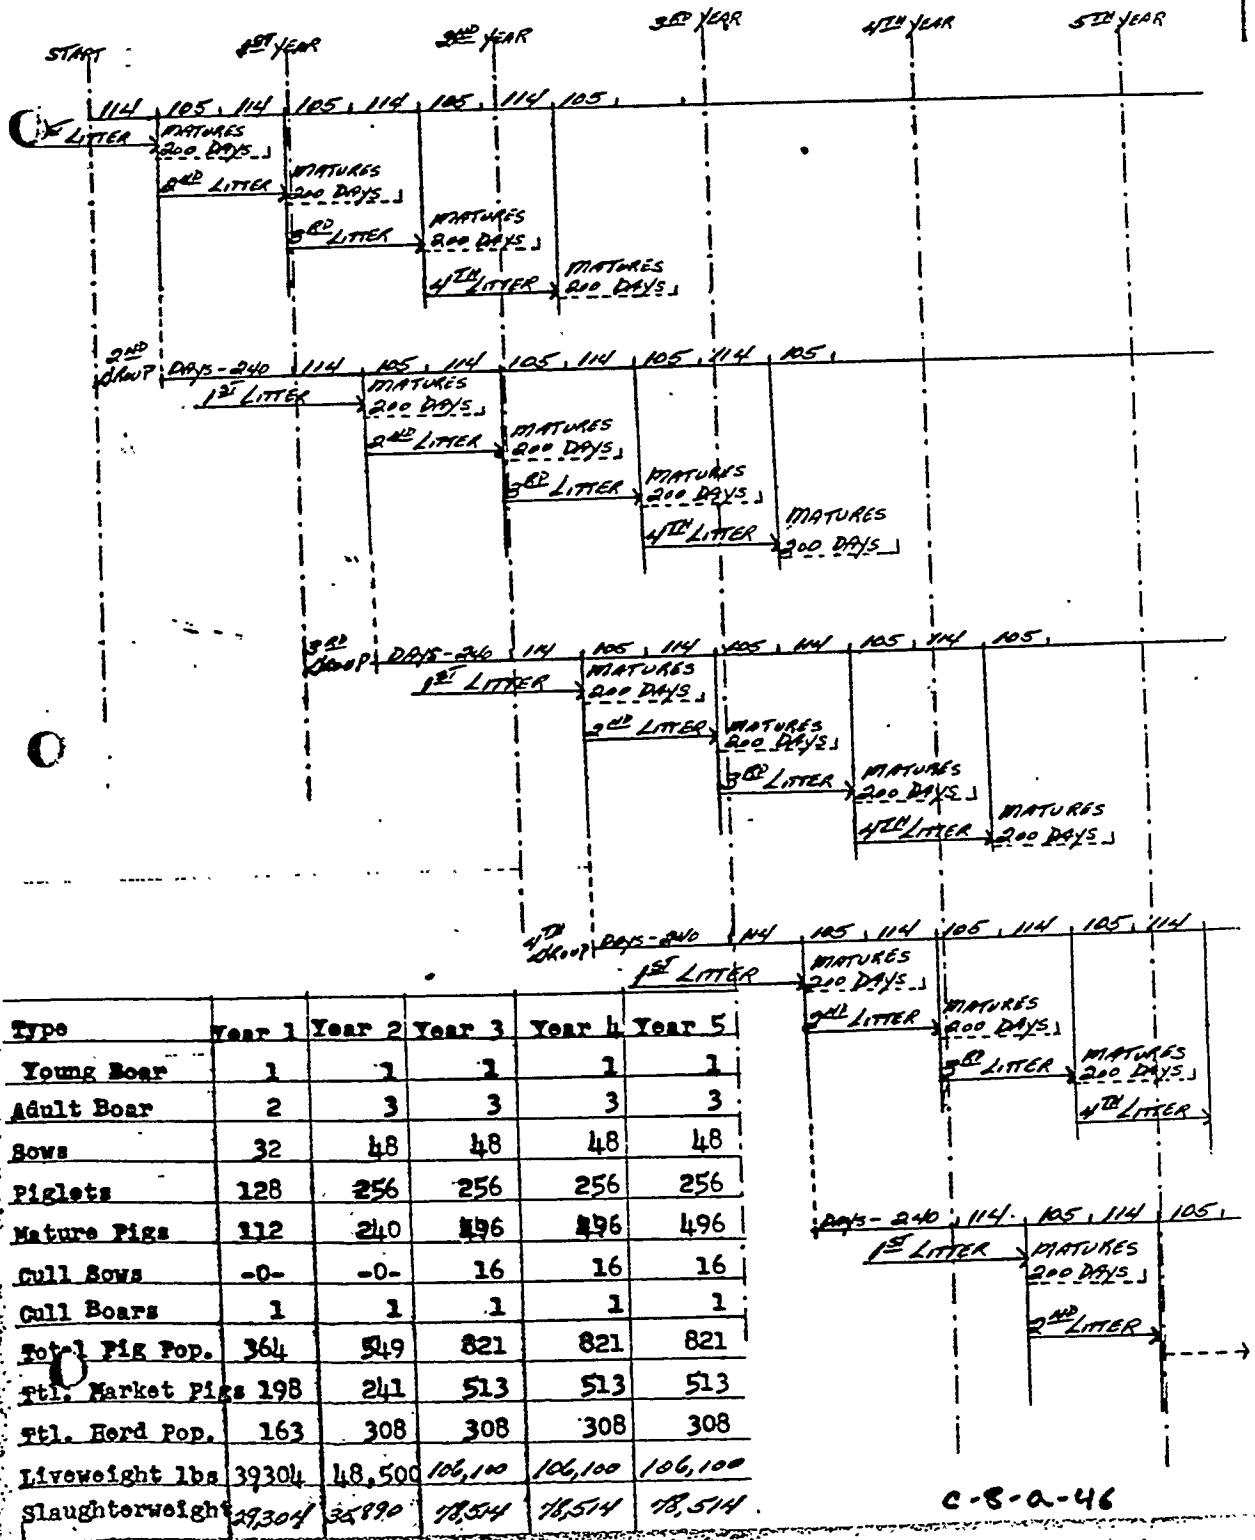 START 1ST YEAR 2ND YEAR 3RD YEAR 4TH YEAR 5TH YEAR
114 105 114 105 114 105 114 105
LITTER MATURES
200 DAYS
2ND LITTER MATURES
200 DAYS
3RD LITTER MATURES
200 DAYS
4TH LITTER MATURES
200 DAYS
2ND GROUP DAYS-240 114 105 114 105 114 105 114 105
1ST LITTER MATURES
200 DAYS
2ND LITTER MATURES
200 DAYS
3RD LITTER MATURES
200 DAYS
4TH LITTER MATURES
200 DAYS
3RD GROUP DAYS-240 114 105 114 105 114 105 114 105
1ST LITTER MATURES
200 DAYS
2ND LITTER MATURES
200 DAYS
3RD LITTER MATURES
200 DAYS
4TH LITTER MATURES
200 DAYS
4TH GROUP DAYS-240 114 105 114 105 114 105 114
1ST LITTER MATURES
200 DAYS
2ND LITTER MATURES
200 DAYS
3RD LITTER MATURES
200 DAYS
4TH LITTER
DAYS-240 114 105 114 105
1ST LITTER MATURES
200 DAYS
2ND LITTER
Type Year 1 Year 2 Year 3 Year 4 Year 5
Young Boar 1 1 1 1 1
Adult Boar 2 3 3 3 3
Sows 32 48 48 48 48
Piglets 128 256 256 256 256
Mature Pigs 112 240 496 496 496
Cull Sows -0- -0- 16 16 16
Cull Boars 1 1 1 1 1
Total Pig Pop. 364 549 821 821 821
Ttl. Market Pigs 198 241 513 513 513
Ttl. Herd Pop. 163 308 308 308 308
Liveweight lbs 39304 48,500 106,100 106,100 106,100
Slaughterweight 29,304 35890 78,514 78,514 78,514
C-8-a-46